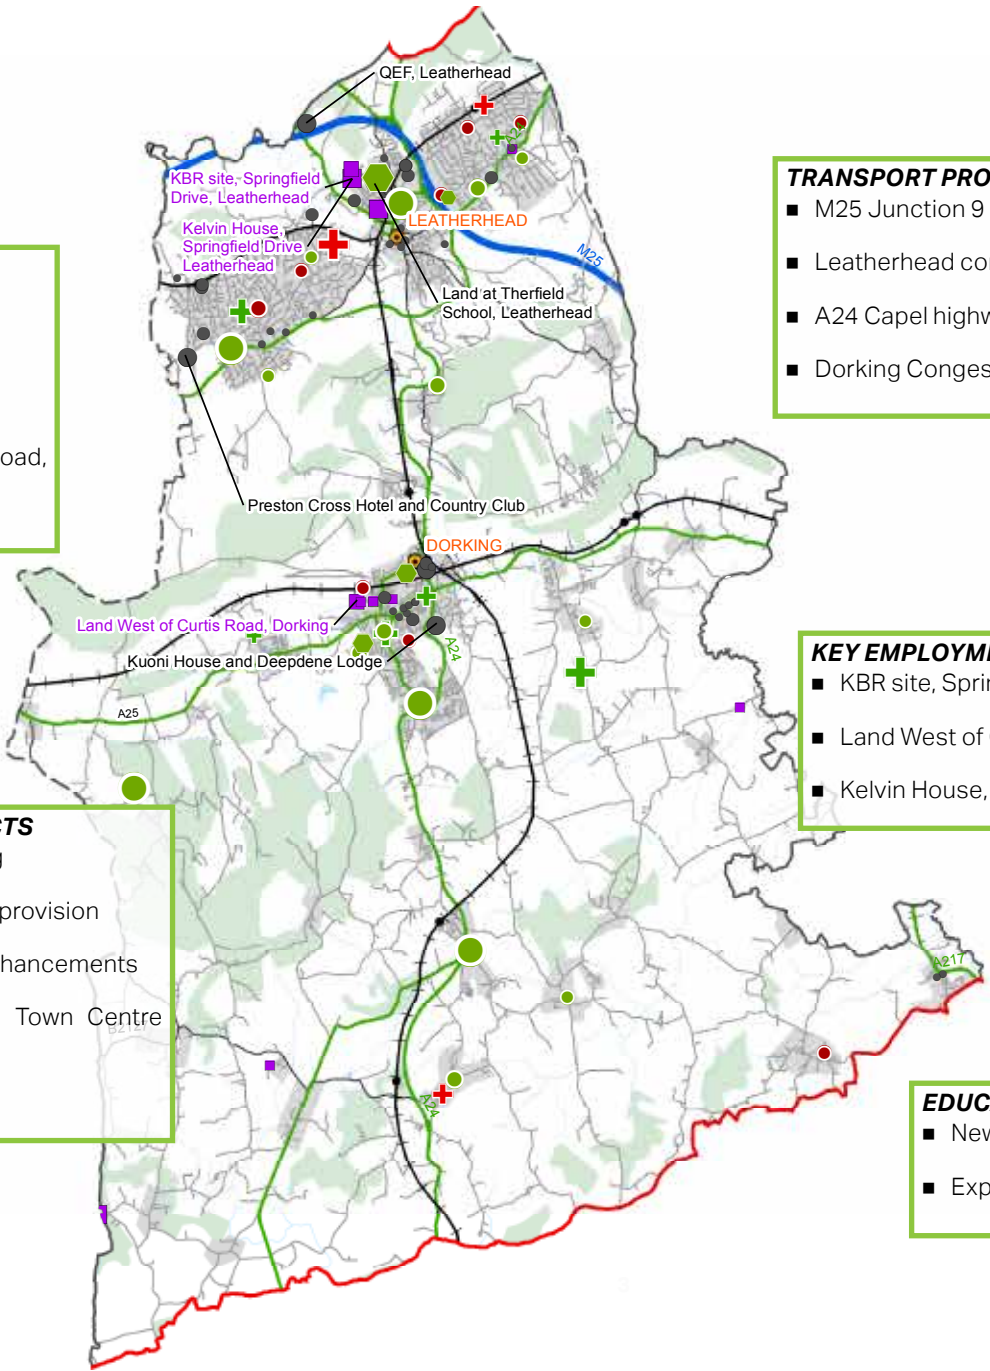 QEF, Leatherhead
KBR site, Springfield
Drive, Leatherhead
Kelvin House,
Springfield Drive
Leatherhead
LEATHERHEAD
M25
A24
Land at Therfield
School, Leatherhead
TRANSPORT PRO
■ M25 Junction 9
■ Leatherhead co
■ A24 Capel highw
■ Dorking Conges
oad,
Preston Cross Hotel and Country Club
DORKING
Land West of Curtis Road, Dorking
Kuoni House and Deepdene Lodge
A24
A25
KEY EMPLOYM
■ KBR site, Sprin
■ Land West of
■ Kelvin House,
CTS
g
provision
hancements
Town Centre
B2127
A217
A24
EDUC
■ New
■ Exp